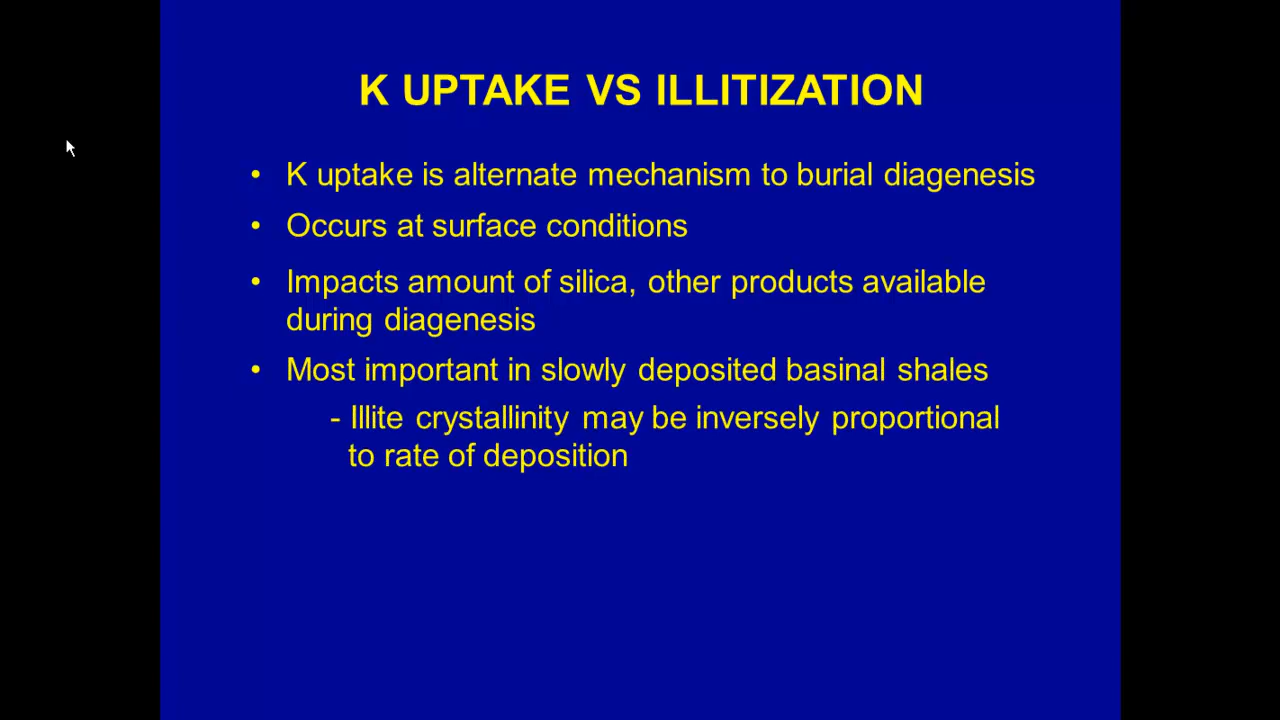 K UPTAKE VS ILLITIZATION
• K uptake is alternate mechanism to burial diagenesis
• Occurs at surface conditions
• Impacts amount of silica, other products available
during diagenesis
• Most important in slowly deposited basinal shales
- Illite crystallinity may be inversely proportional
to rate of deposition